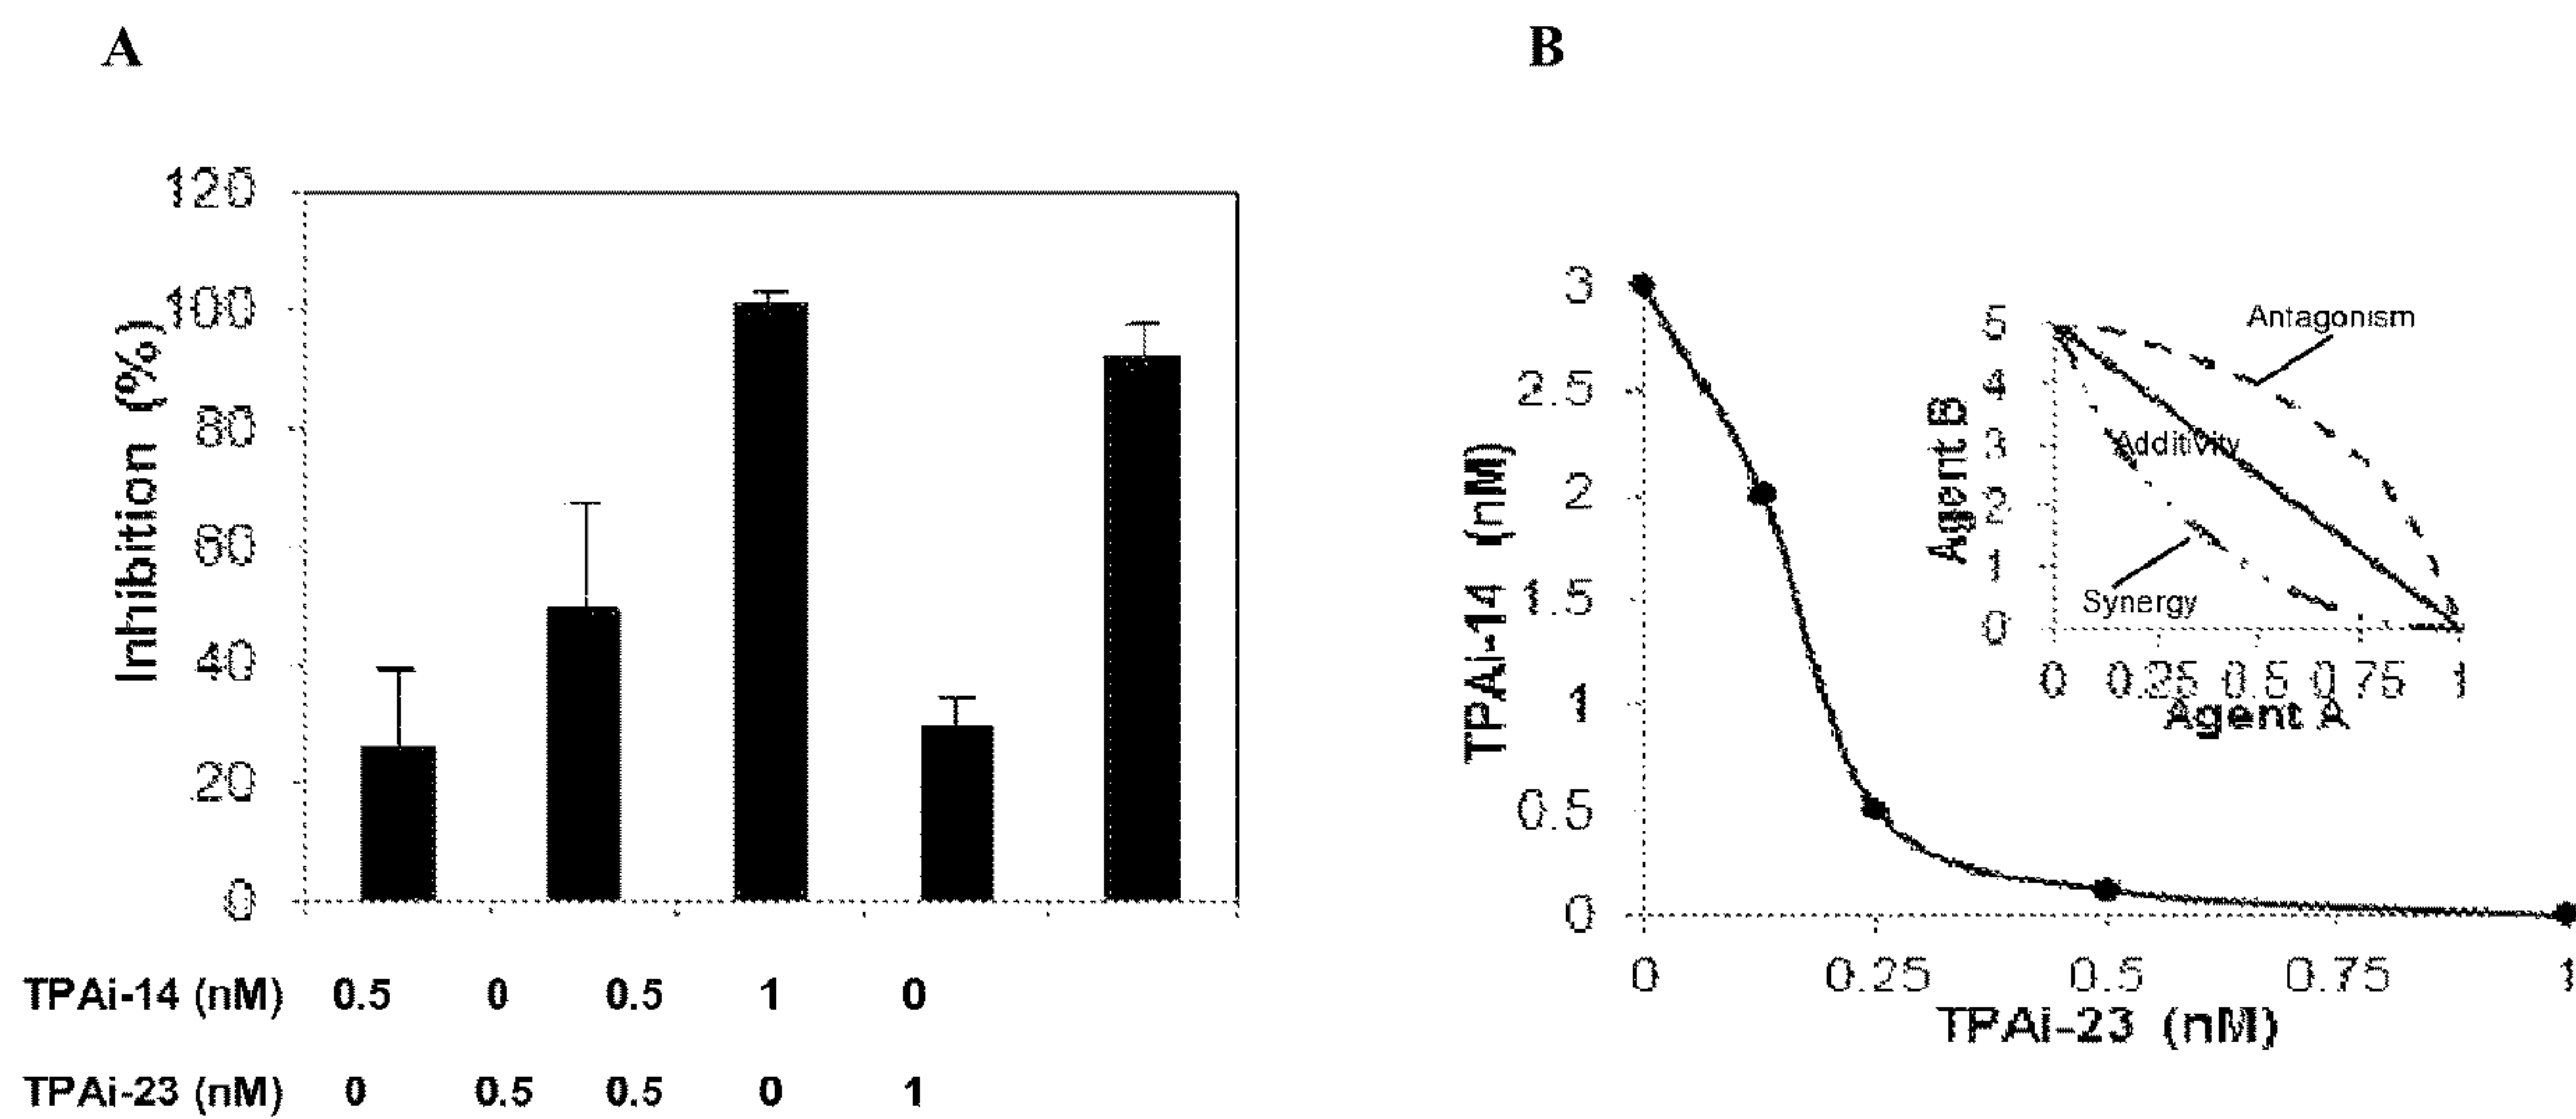 A
B
Inhibition (%)
120
100
80
60
40
20
0
TPAi-14 (nM) 0.5 0 0.5 1 0
TPAi-23 (nM) 0 0.5 0.5 0 1
TPAi-14 (nM)
3
2.5
2
1.5
1
0.5
0
0 0.25 0.5 0.75 1
TPAi-23 (nM)
Agent B
5
4
3
2
1
0
Antagonism
Additivity
Synergy
0 0.25 0.5 0.75 1
Agent A